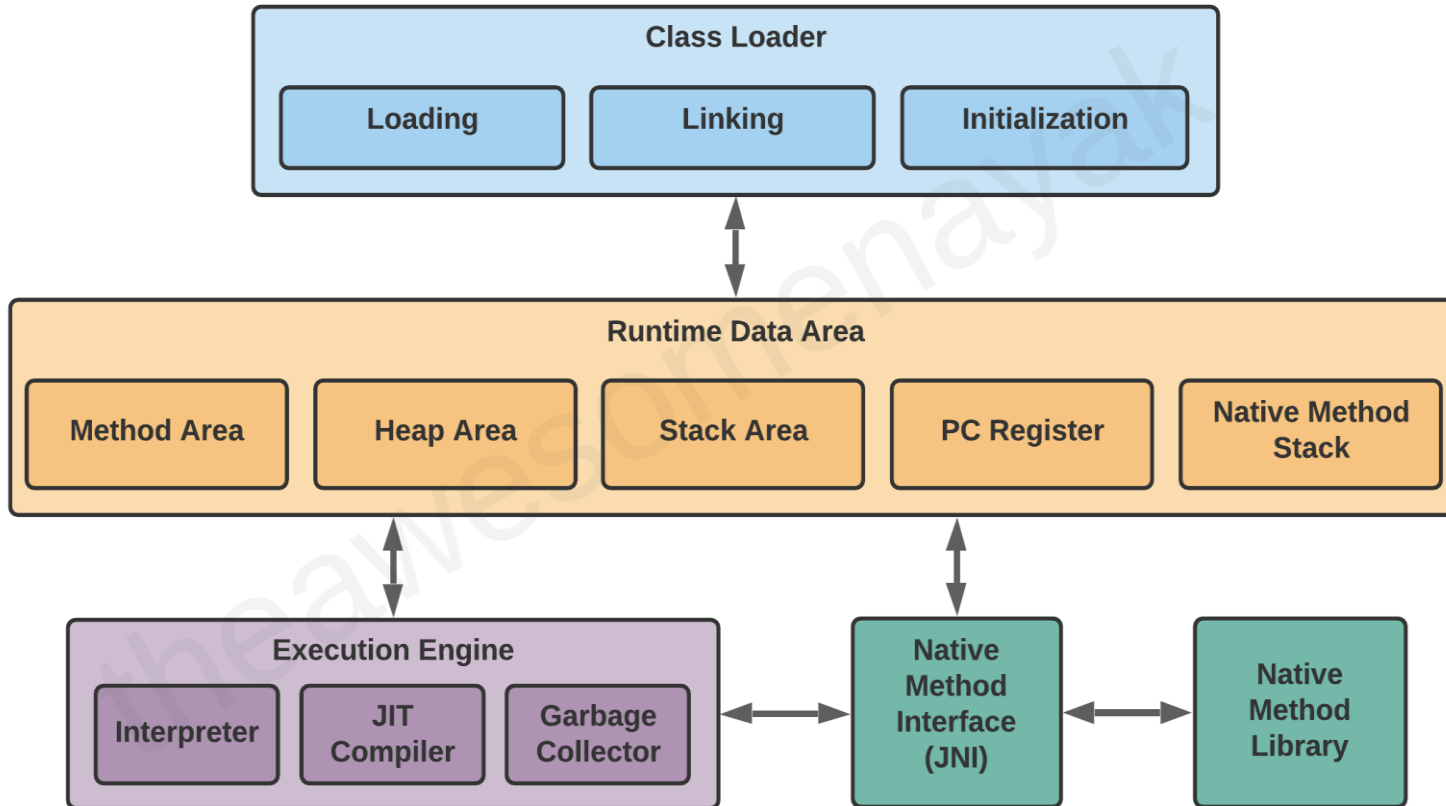 Class Loader
Loading
Linking
Initialization
Runtime Data Area
Method Area
Heap Area
Stack Area
PC Register
Native Method
Stack
Execution Engine
Interpreter
JIT
Compiler
Garbage
Collector
Native
Method
Interface
(JNI)
Native
Method
Library
theawesomenayak